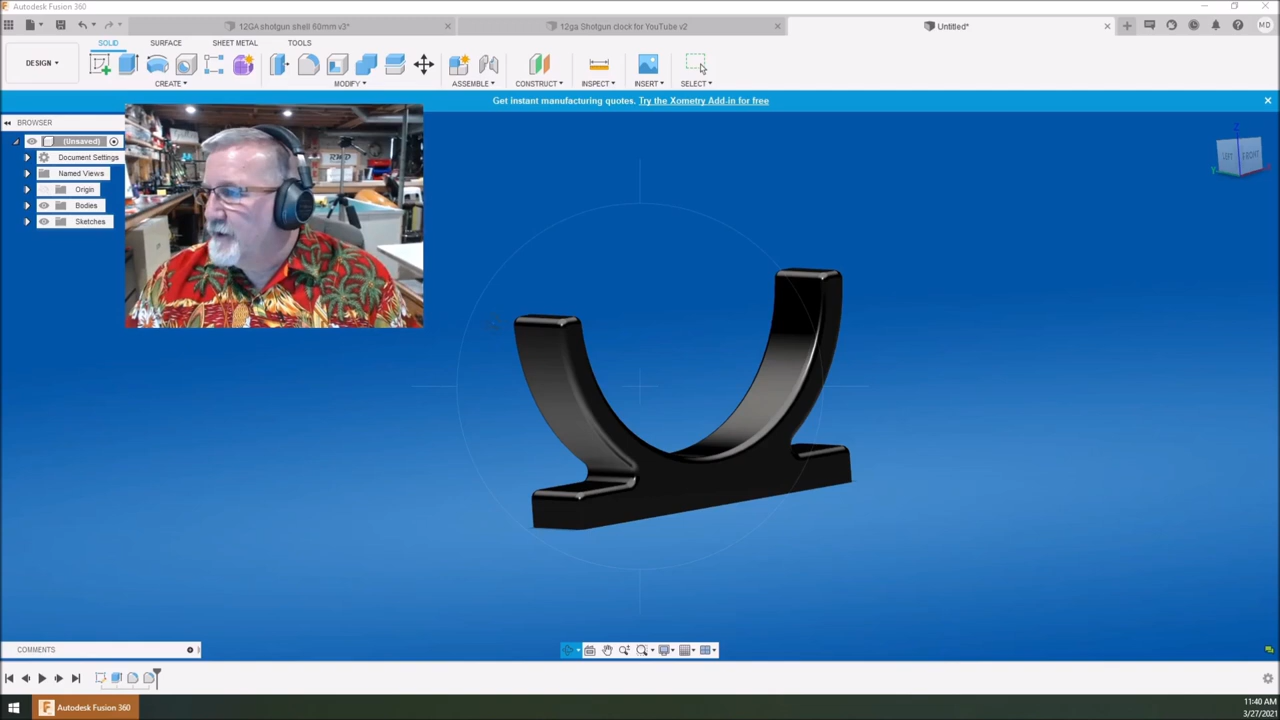 Autodesk Fusion 360
12GA shotgun shell 60mm v3*
12ga Shotgun clock for YouTube v2
Untitled*
MD
SOLID SURFACE SHEET METAL TOOLS
DESIGN
CREATE MODIFY ASSEMBLE CONSTRUCT INSPECT INSERT SELECT
Get instant manufacturing quotes. Try the Xometry Add-in for free
BROWSER
(Unsaved)
Document Settings
Named Views
Origin
Bodies
Sketches
Z
LEFT FRONT
Y
COMMENTS
Autodesk Fusion 360
11:40 AM
3/27/2021